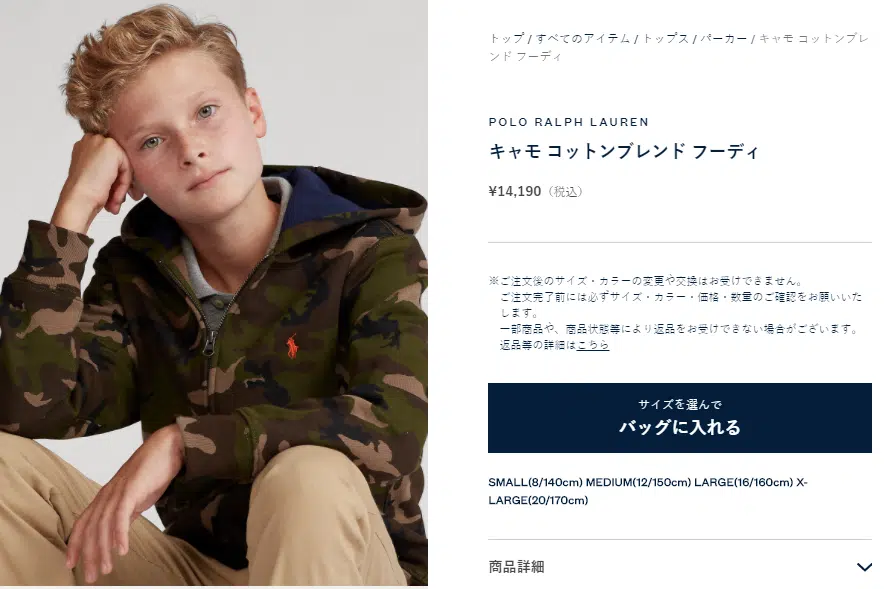 トップ / すべてのアイテム / トップス / パーカー / キャモ コットンブレ
ンド フーディ
POLO RALPH LAUREN
キャモ コットンブレンド フーディ
¥14,190（税込）
※ご注文後のサイズ・カラーの変更や交換はお受けできません。
ご注文完了前には必ずサイズ・カラー・価格・数量のご確認をお願いいた
します。
一部商品や、商品状態等により返品をお受けできない場合がございます。
返品等の詳細はこちら
サイズを選んで
バッグに入れる
SMALL(8/140cm) MEDIUM(12/150cm) LARGE(16/160cm) X-
LARGE(20/170cm)
商品詳細